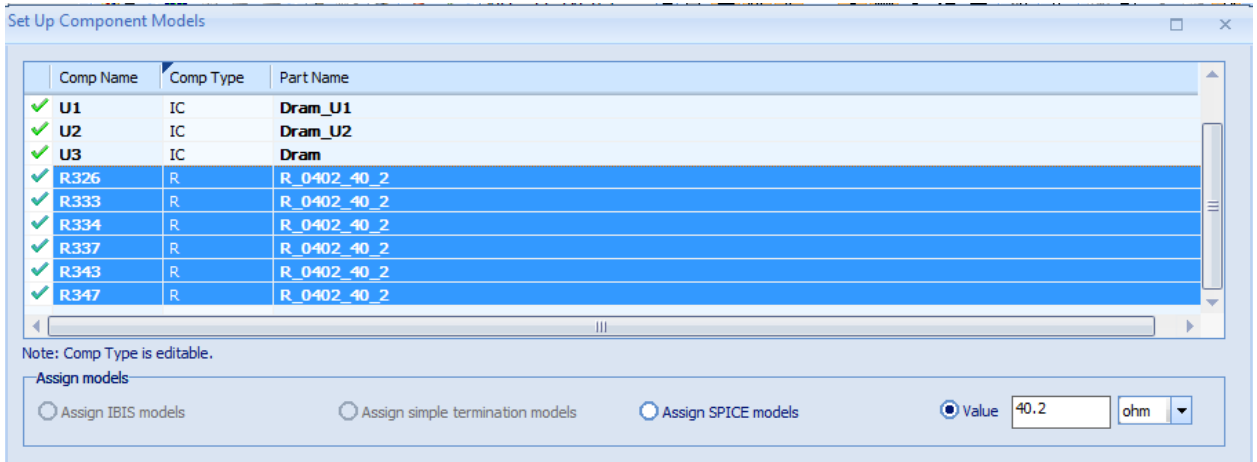 Set Up Component Models
Comp Name Comp Type Part Name
U1 IC Dram_U1
U2 IC Dram_U2
U3 IC Dram
R326 R R_0402_40_2
R333 R R_0402_40_2
R334 R R_0402_40_2
R337 R R_0402_40_2
R343 R R_0402_40_2
R347 R R_0402_40_2
Note: Comp Type is editable.
Assign models
Assign IBIS models Assign simple termination models Assign SPICE models Value 40.2 ohm